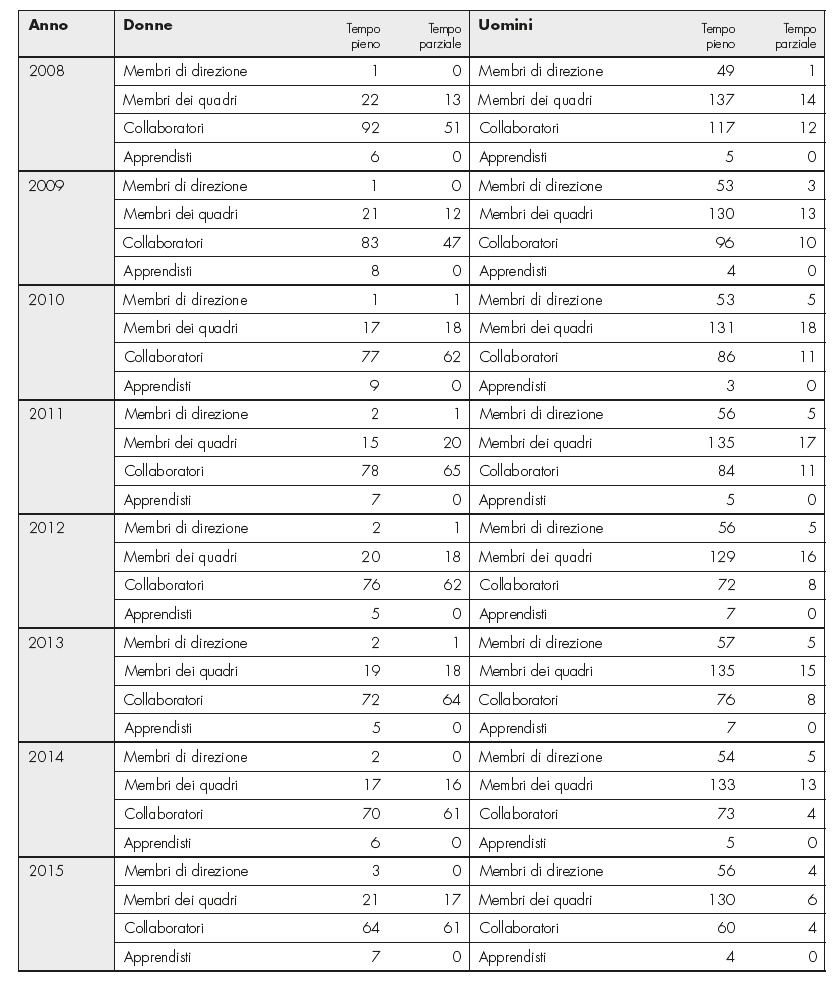 Anno Donne Tempo pieno Tempo parziale Uomini Tempo pieno Tempo parziale
2008 Membri di direzione 1 0 Membri di direzione 49 1
Membri dei quadri 22 13 Membri dei quadri 137 14
Collaboratori 92 51 Collaboratori 117 12
Apprendisti 6 0 Apprendisti 5 0
2009 Membri di direzione 1 0 Membri di direzione 53 3
Membri dei quadri 21 12 Membri dei quadri 130 13
Collaboratori 83 47 Collaboratori 96 10
Apprendisti 8 0 Apprendisti 4 0
2010 Membri di direzione 1 1 Membri di direzione 53 5
Membri dei quadri 17 18 Membri dei quadri 131 18
Collaboratori 77 62 Collaboratori 86 11
Apprendisti 9 0 Apprendisti 3 0
2011 Membri di direzione 2 1 Membri di direzione 56 5
Membri dei quadri 15 20 Membri dei quadri 135 17
Collaboratori 78 65 Collaboratori 84 11
Apprendisti 7 0 Apprendisti 5 0
2012 Membri di direzione 2 1 Membri di direzione 56 5
Membri dei quadri 20 18 Membri dei quadri 129 16
Collaboratori 76 62 Collaboratori 72 8
Apprendisti 5 0 Apprendisti 7 0
2013 Membri di direzione 2 1 Membri di direzione 57 5
Membri dei quadri 19 18 Membri dei quadri 135 15
Collaboratori 72 64 Collaboratori 76 8
Apprendisti 5 0 Apprendisti 7 0
2014 Membri di direzione 2 0 Membri di direzione 54 5
Membri dei quadri 17 16 Membri dei quadri 133 13
Collaboratori 70 61 Collaboratori 73 4
Apprendisti 6 0 Apprendisti 5 0
2015 Membri di direzione 3 0 Membri di direzione 56 4
Membri dei quadri 21 17 Membri dei quadri 130 6
Collaboratori 64 61 Collaboratori 60 4
Apprendisti 7 0 Apprendisti 4 0